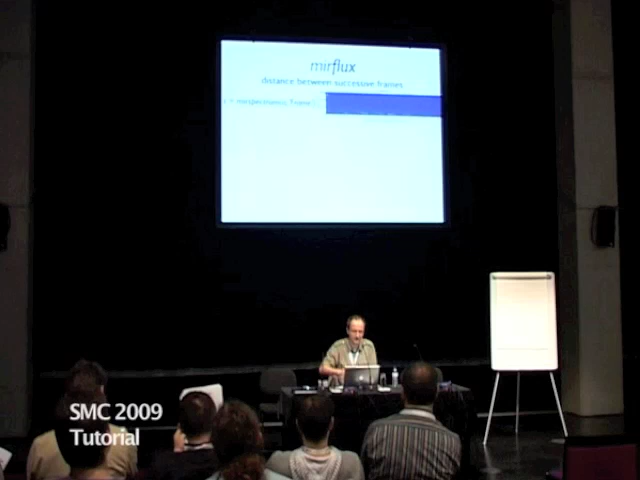 mirflux
distance between successive frames
SMC 2009
Tutorial